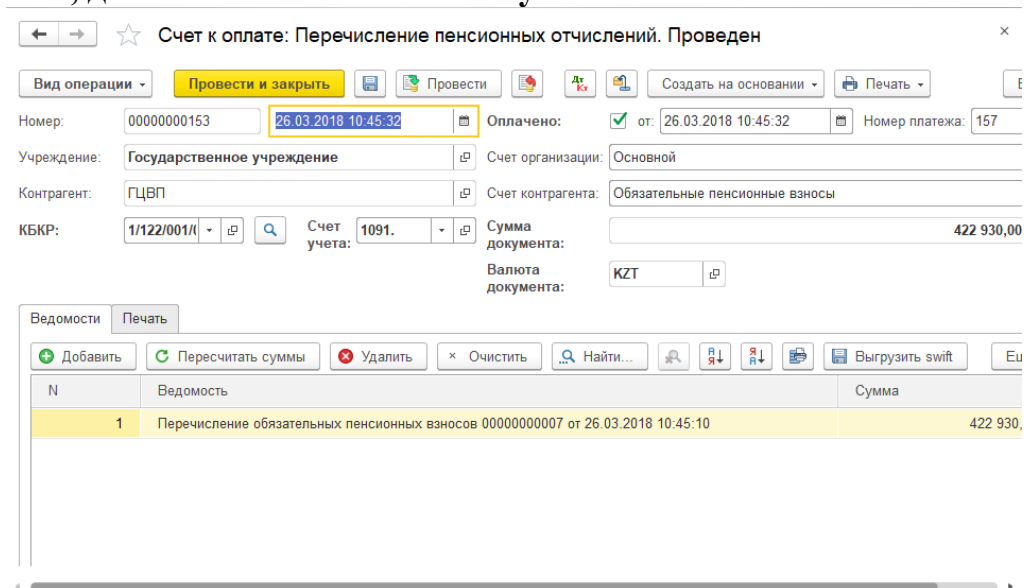 Счет к оплате: Перечисление пенсионных отчислений. Проведен
Вид операции Провести и закрыть Провести Создать на основании Печать
Номер: 00000000153 26.03.2018 10:45:32 Оплачено: от: 26.03.2018 10:45:32 Номер платежа: 157
Учреждение: Государственное учреждение Счет организации: Основной
Контрагент: ГЦВП Счет контрагента: Обязательные пенсионные взносы
КБКР: 1/122/001/( Счет учета: 1091. Сумма документа: 422 930,00
Валюта документа: KZT
Ведомости Печать
Добавить Пересчитать суммы Удалить Очистить Найти... Выгрузить swift
N Ведомость Сумма
1 Перечисление обязательных пенсионных взносов 00000000007 от 26.03.2018 10:45:10 422 930,